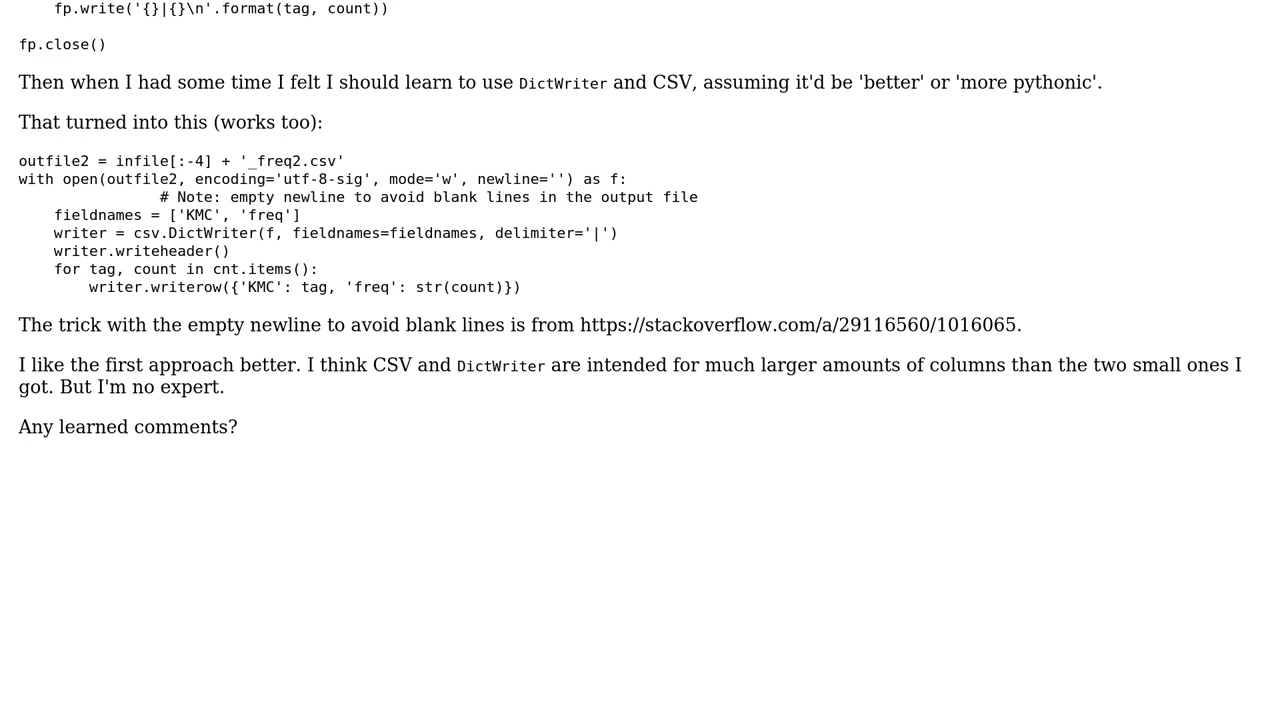 fp.write('{}|{}\n'.format(tag, count))
fp.close()
Then when I had some time I felt I should learn to use DictWriter and CSV, assuming it'd be 'better' or 'more pythonic'.
That turned into this (works too):
outfile2 = infile[:-4] + '_freq2.csv'
with open(outfile2, encoding='utf-8-sig', mode='w', newline='') as f:
                # Note: empty newline to avoid blank lines in the output file
    fieldnames = ['KMC', 'freq']
    writer = csv.DictWriter(f, fieldnames=fieldnames, delimiter='|')
    writer.writeheader()
    for tag, count in cnt.items():
        writer.writerow({'KMC': tag, 'freq': str(count)})
The trick with the empty newline to avoid blank lines is from https://stackoverflow.com/a/29116560/1016065.
I like the first approach better. I think CSV and DictWriter are intended for much larger amounts of columns than the two small ones I
got. But I'm no expert.
Any learned comments?